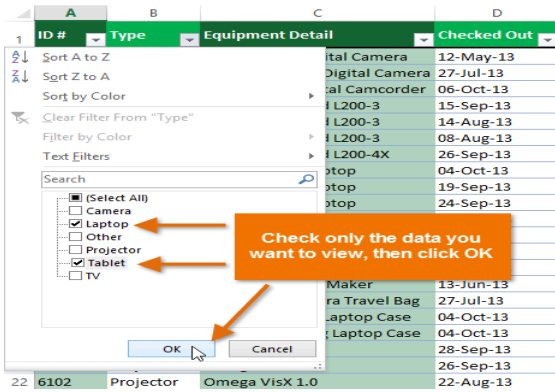 A B C D
1 ID # Type Equipment Detail Checked Out
Sort A to Z
Sort Z to A
Sort by Color
Clear Filter From "Type"
Filter by Color
Text Filters
Search
(Select All)
Camera
Laptop
Other
Projector
Tablet
TV
OK Cancel
ital Camera 12-May-13
Digital Camera 27-Jul-13
tal Camcorder 06-Oct-13
L200-3 15-Sep-13
L200-3 14-Aug-13
L200-3 08-Aug-13
L200-4X 26-Sep-13
ptop 04-Oct-13
ptop 19-Sep-13
ptop 24-Sep-13
Check only the data you
want to view, then click OK
Maker 13-Jun-13
ra Travel Bag 27-Jul-13
Laptop Case 04-Oct-13
Laptop Case 04-Oct-13
28-Sep-13
26-Sep-13
22 6102 Projector Omega VisX 1.0 22-Aug-13